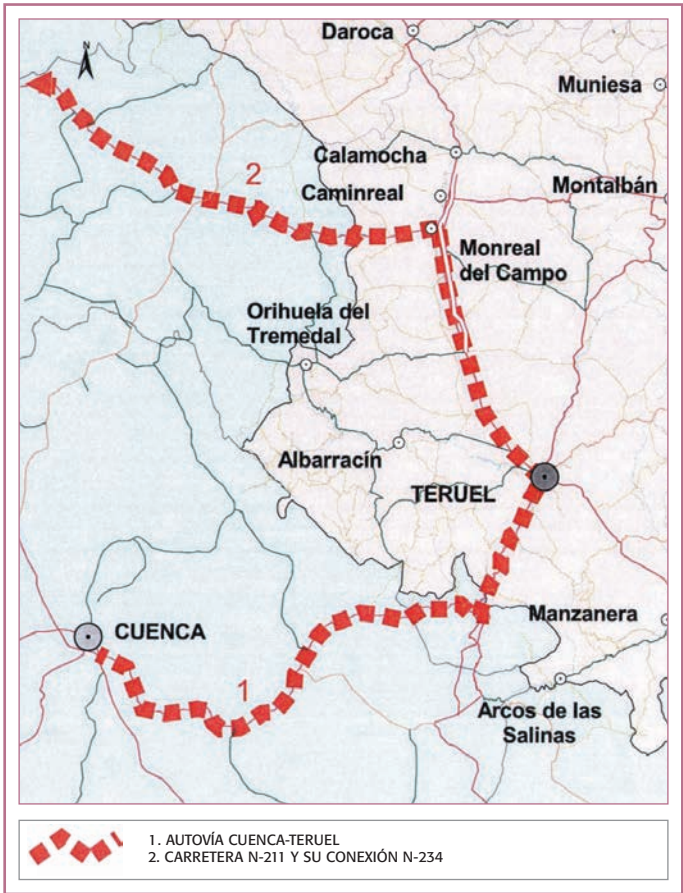 N
Daroca
Muniesa
Calamocha
2
Caminreal
Montalbán
Monreal
del Campo
Orihuela del
Tremedal
Albarracín
TERUEL
CUENCA
Manzanera
1
Arcos de las
Salinas
1. AUTOVÍA CUENCA-TERUEL
2. CARRETERA N-211 Y SU CONEXIÓN N-234